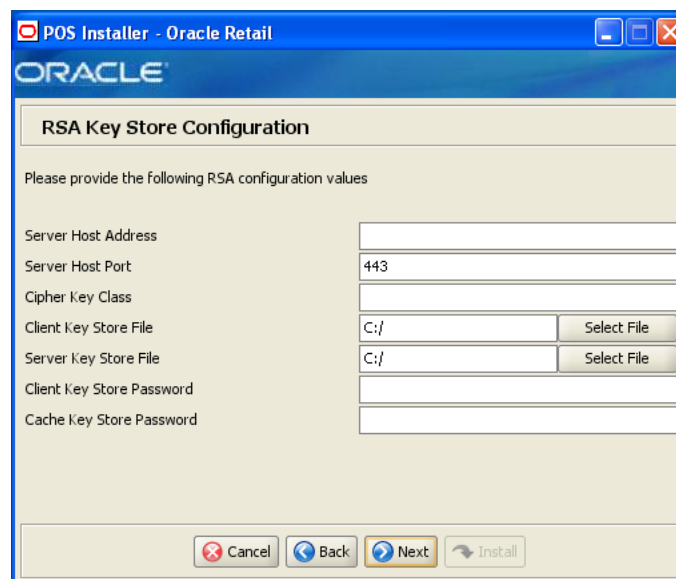 POS Installer - Oracle Retail
ORACLE
RSA Key Store Configuration
Please provide the following RSA configuration values
Server Host Address
Server Host Port 443
Cipher Key Class
Client Key Store File C:/ Select File
Server Key Store File C:/ Select File
Client Key Store Password
Cache Key Store Password
Cancel Back Next Install